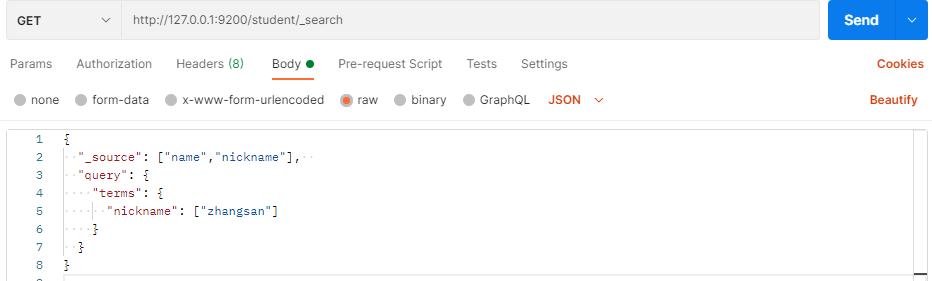 GET http://127.0.0.1:9200/student/_search Send
Params Authorization Headers (8) Body Pre-request Script Tests Settings Cookies
none form-data x-www-form-urlencoded raw binary GraphQL JSON Beautify
1 {
2 "_source": ["name","nickname"],
3 "query": {
4 "terms": {
5 "nickname": ["zhangsan"]
6 }
7 }
8 }